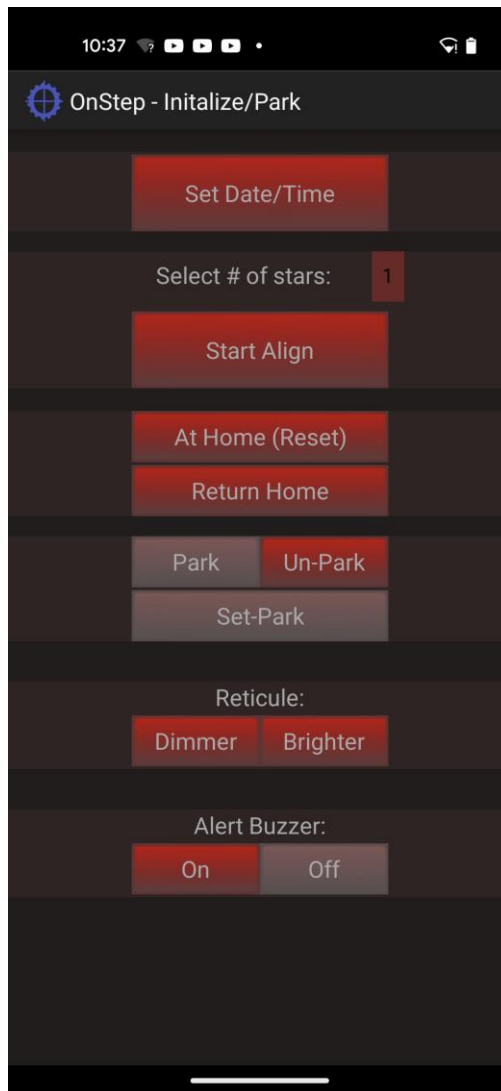 10:37
OnStep - Initalize/Park
Set Date/Time
Select # of stars: 1
Start Align
At Home (Reset)
Return Home
Park Un-Park
Set-Park
Reticule:
Dimmer Brighter
Alert Buzzer:
On Off